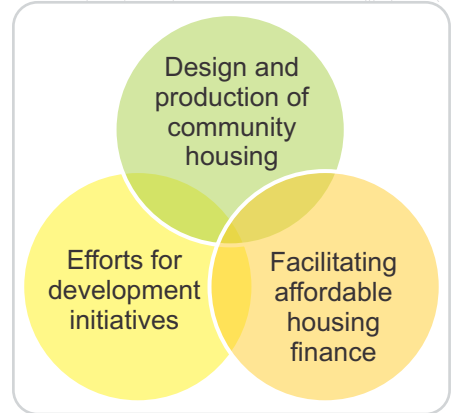 Design and
production of
community
housing
Efforts for
development
initiatives
Facilitating
affordable
housing
finance